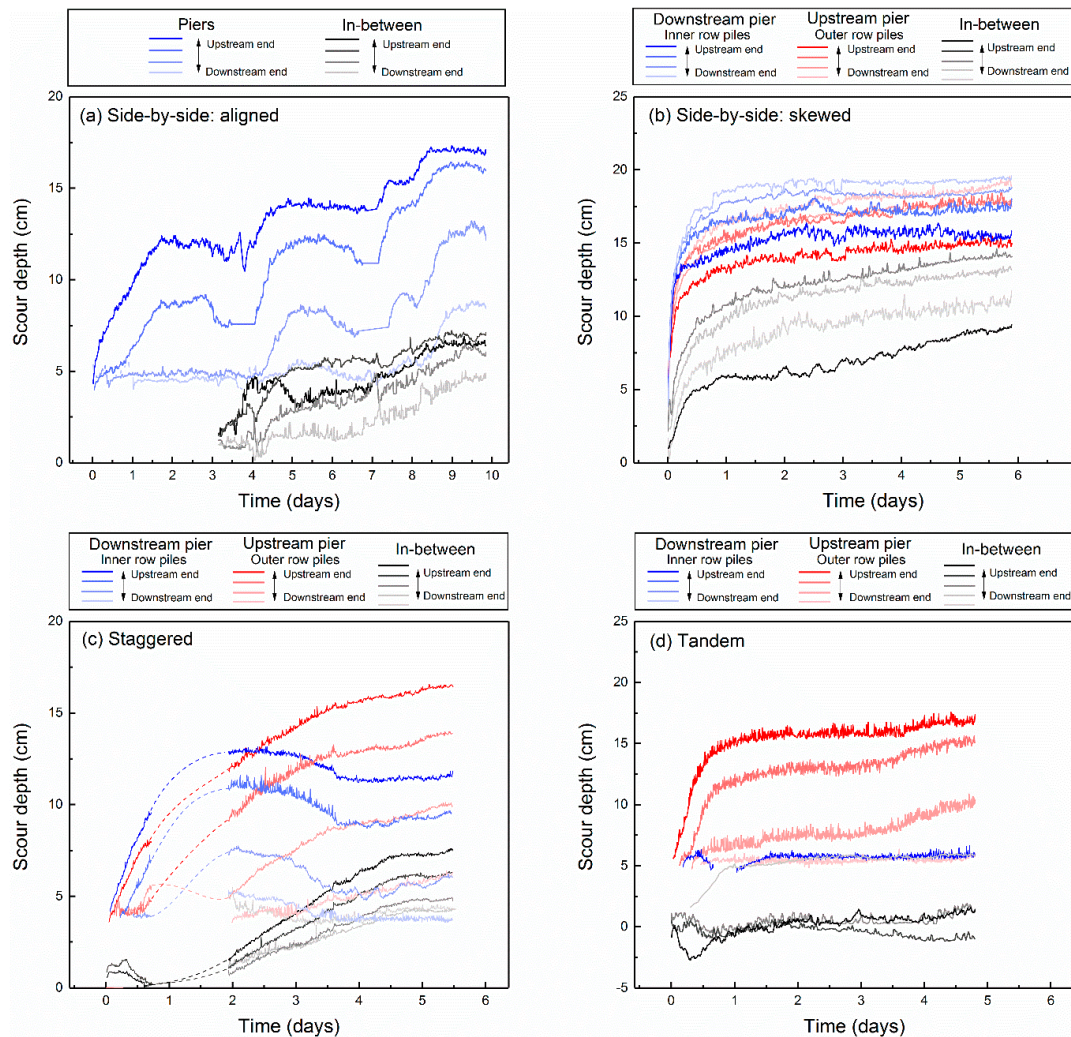 Piers In-between
Upstream end Upstream end
Downstream end Downstream end
(a) Side-by-side: aligned
Scour depth (cm)
20
15
10
5
0
0 1 2 3 4 5 6 7 8 9 10
Time (days)
Downstream pier Upstream pier In-between
Inner row piles Outer row piles
Upstream end Upstream end Upstream end
Downstream end Downstream end Downstream end
(b) Side-by-side: skewed
Scour depth (cm)
25
20
15
10
5
0
0 1 2 3 4 5 6
Time (days)
Downstream pier Upstream pier In-between
Inner row piles Outer row piles
Upstream end Upstream end Upstream end
Downstream end Downstream end Downstream end
(c) Staggered
Scour depth (cm)
20
15
10
5
0
0 1 2 3 4 5 6
Time (days)
Downstream pier Upstream pier In-between
Inner row piles Outer row piles
Upstream end Upstream end Upstream end
Downstream end Downstream end Downstream end
(d) Tandem
Scour depth (cm)
25
20
15
10
5
0
-5
0 1 2 3 4 5 6
Time (days)